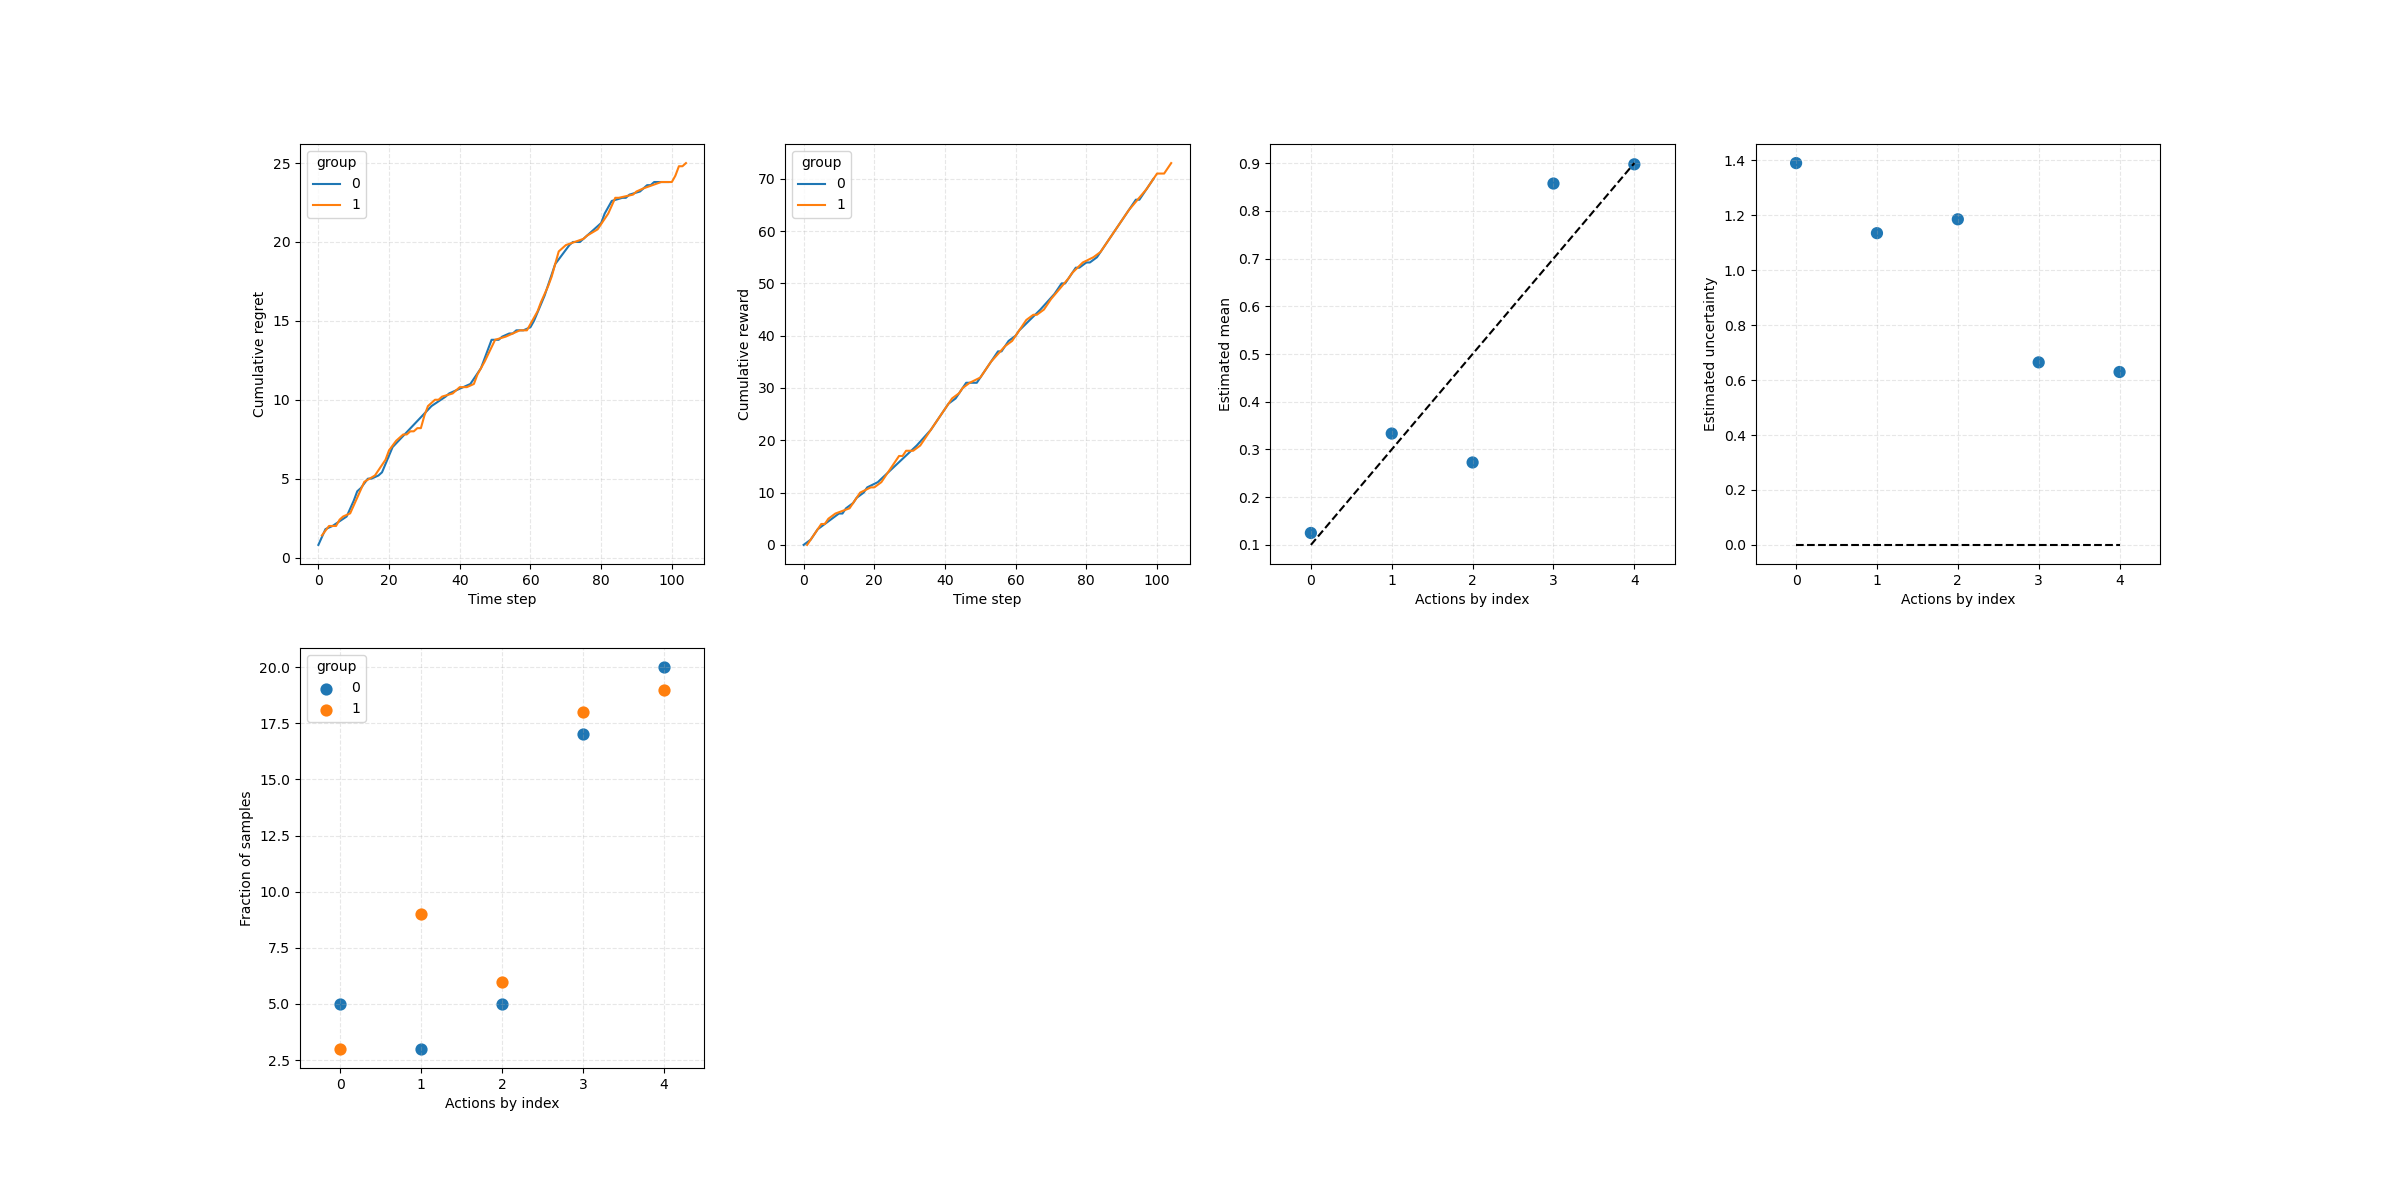 group
0
1
25
20
15
10
5
0
Cumulative regret
0 20 40 60 80 100
Time step
group
0
1
70
60
50
40
30
20
10
0
Cumulative reward
0 20 40 60 80 100
Time step
0.9
0.8
0.7
0.6
0.5
0.4
0.3
0.2
0.1
Estimated mean
0 1 2 3 4
Actions by index
1.4
1.2
1.0
0.8
0.6
0.4
0.2
0.0
Estimated uncertainty
0 1 2 3 4
Actions by index
group
0
1
20.0
17.5
15.0
12.5
10.0
7.5
5.0
2.5
Fraction of samples
0 1 2 3 4
Actions by index